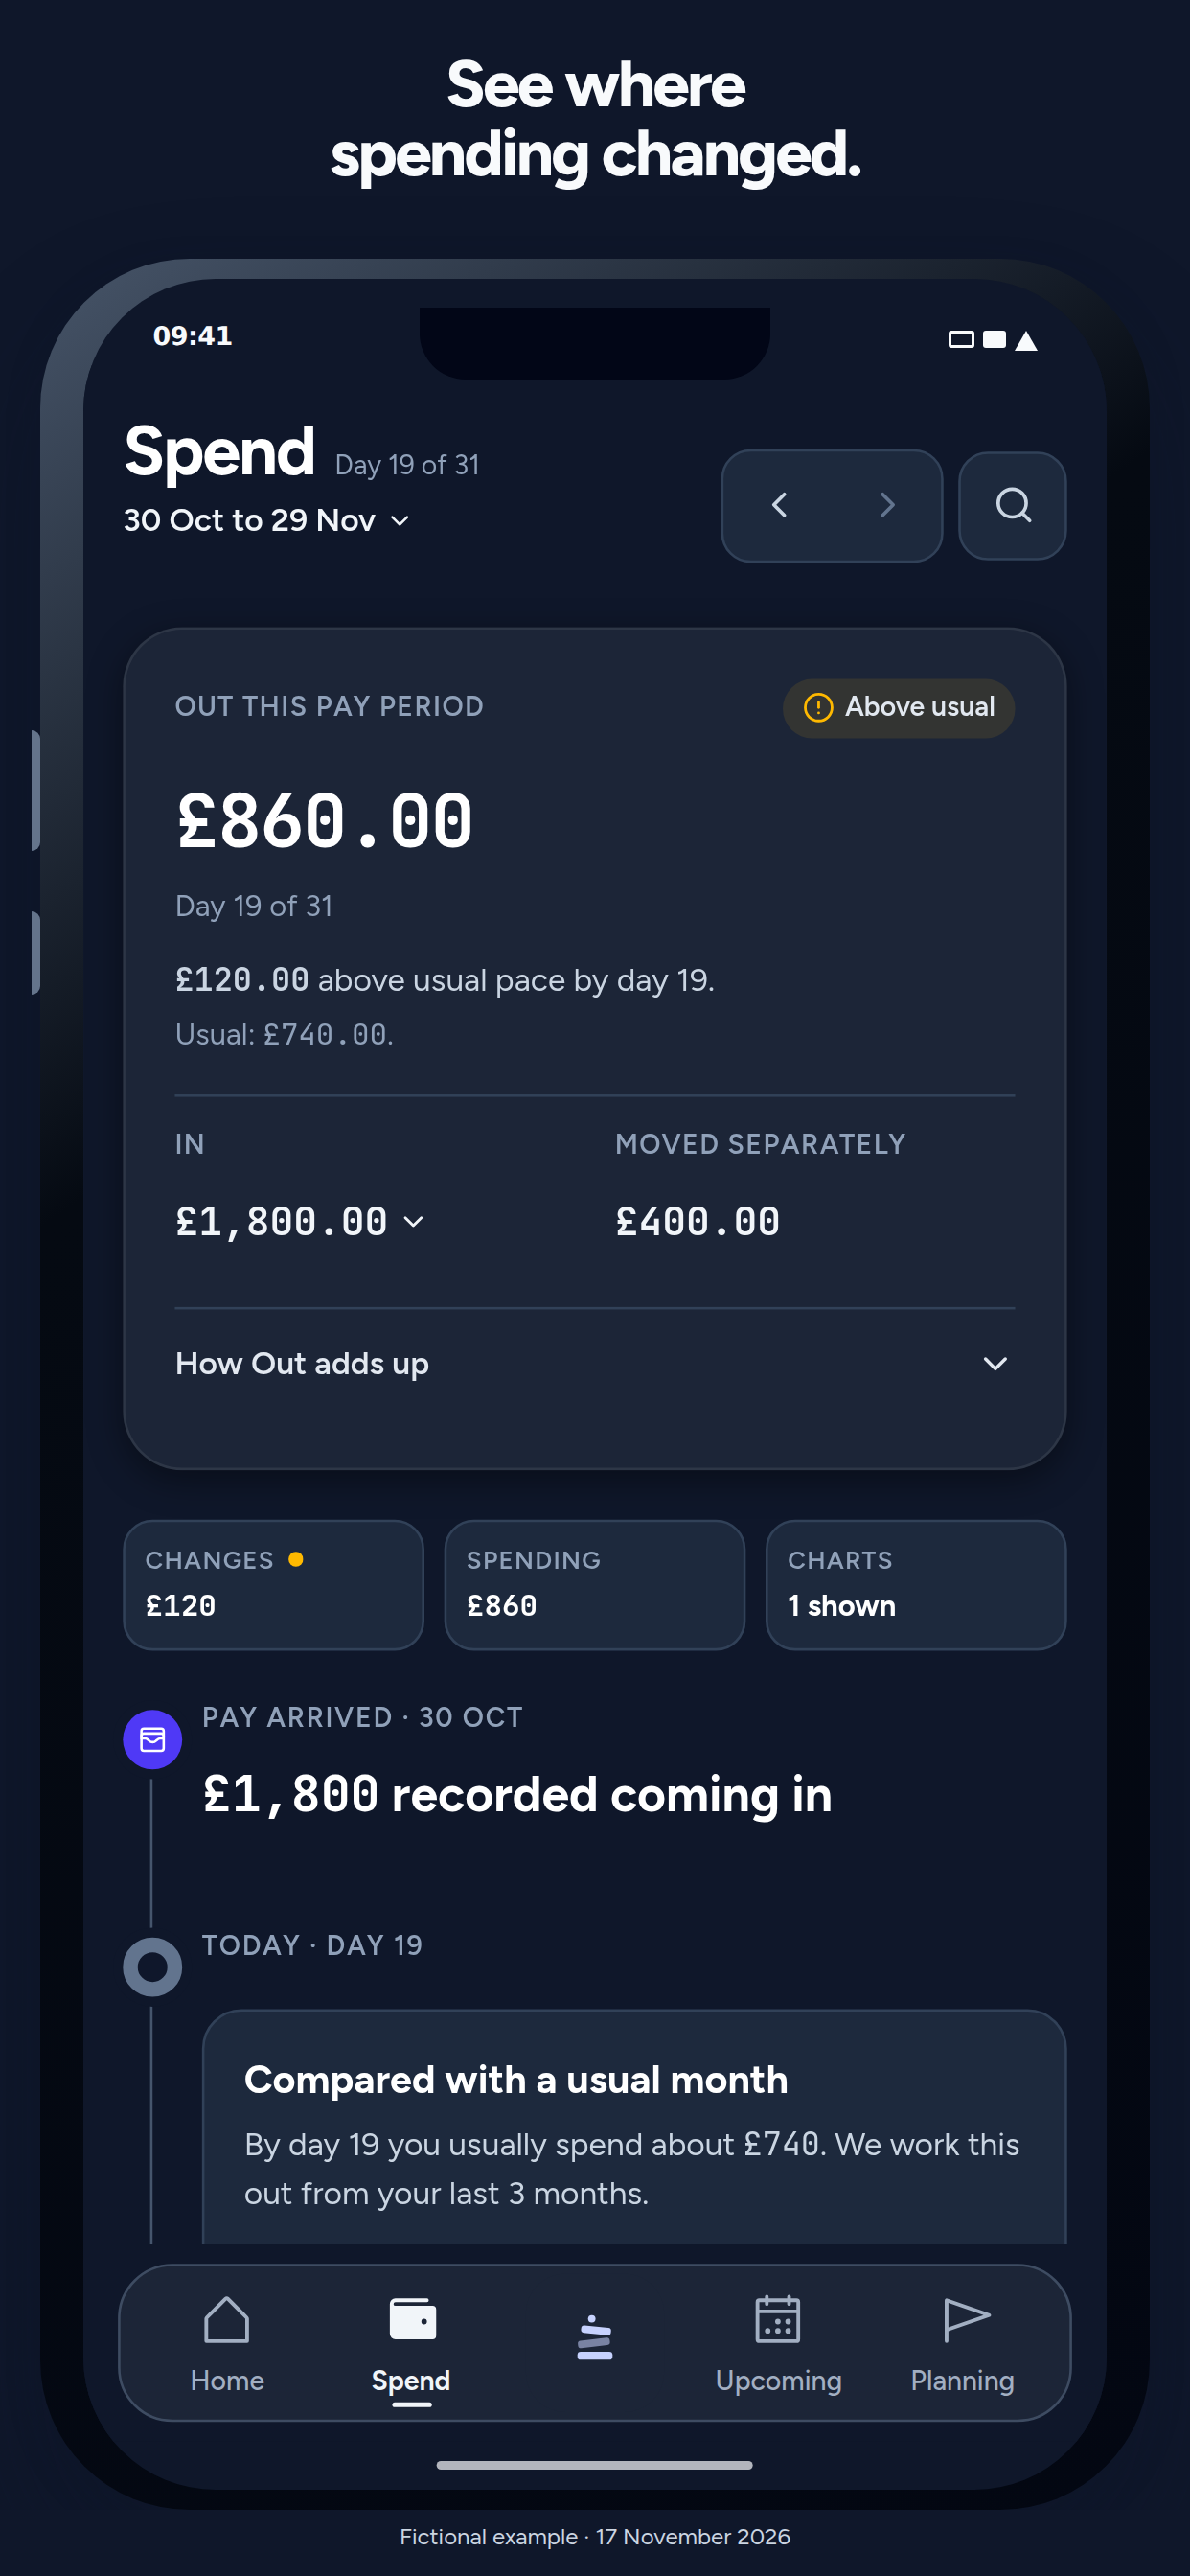 See where
spending changed.
09:41
Spend Day 19 of 31
30 Oct to 29 Nov
OUT THIS PAY PERIOD
Above usual
£860.00
Day 19 of 31
£120.00 above usual pace by day 19.
Usual: £740.00.
IN
MOVED SEPARATELY
£1,800.00
£400.00
How Out adds up
CHANGES
£120
SPENDING
£860
CHARTS
1 shown
PAY ARRIVED · 30 OCT
£1,800 recorded coming in
TODAY · DAY 19
Compared with a usual month
By day 19 you usually spend about £740. We work this
out from your last 3 months.
Home
Spend
Upcoming
Planning
Fictional example · 17 November 2026